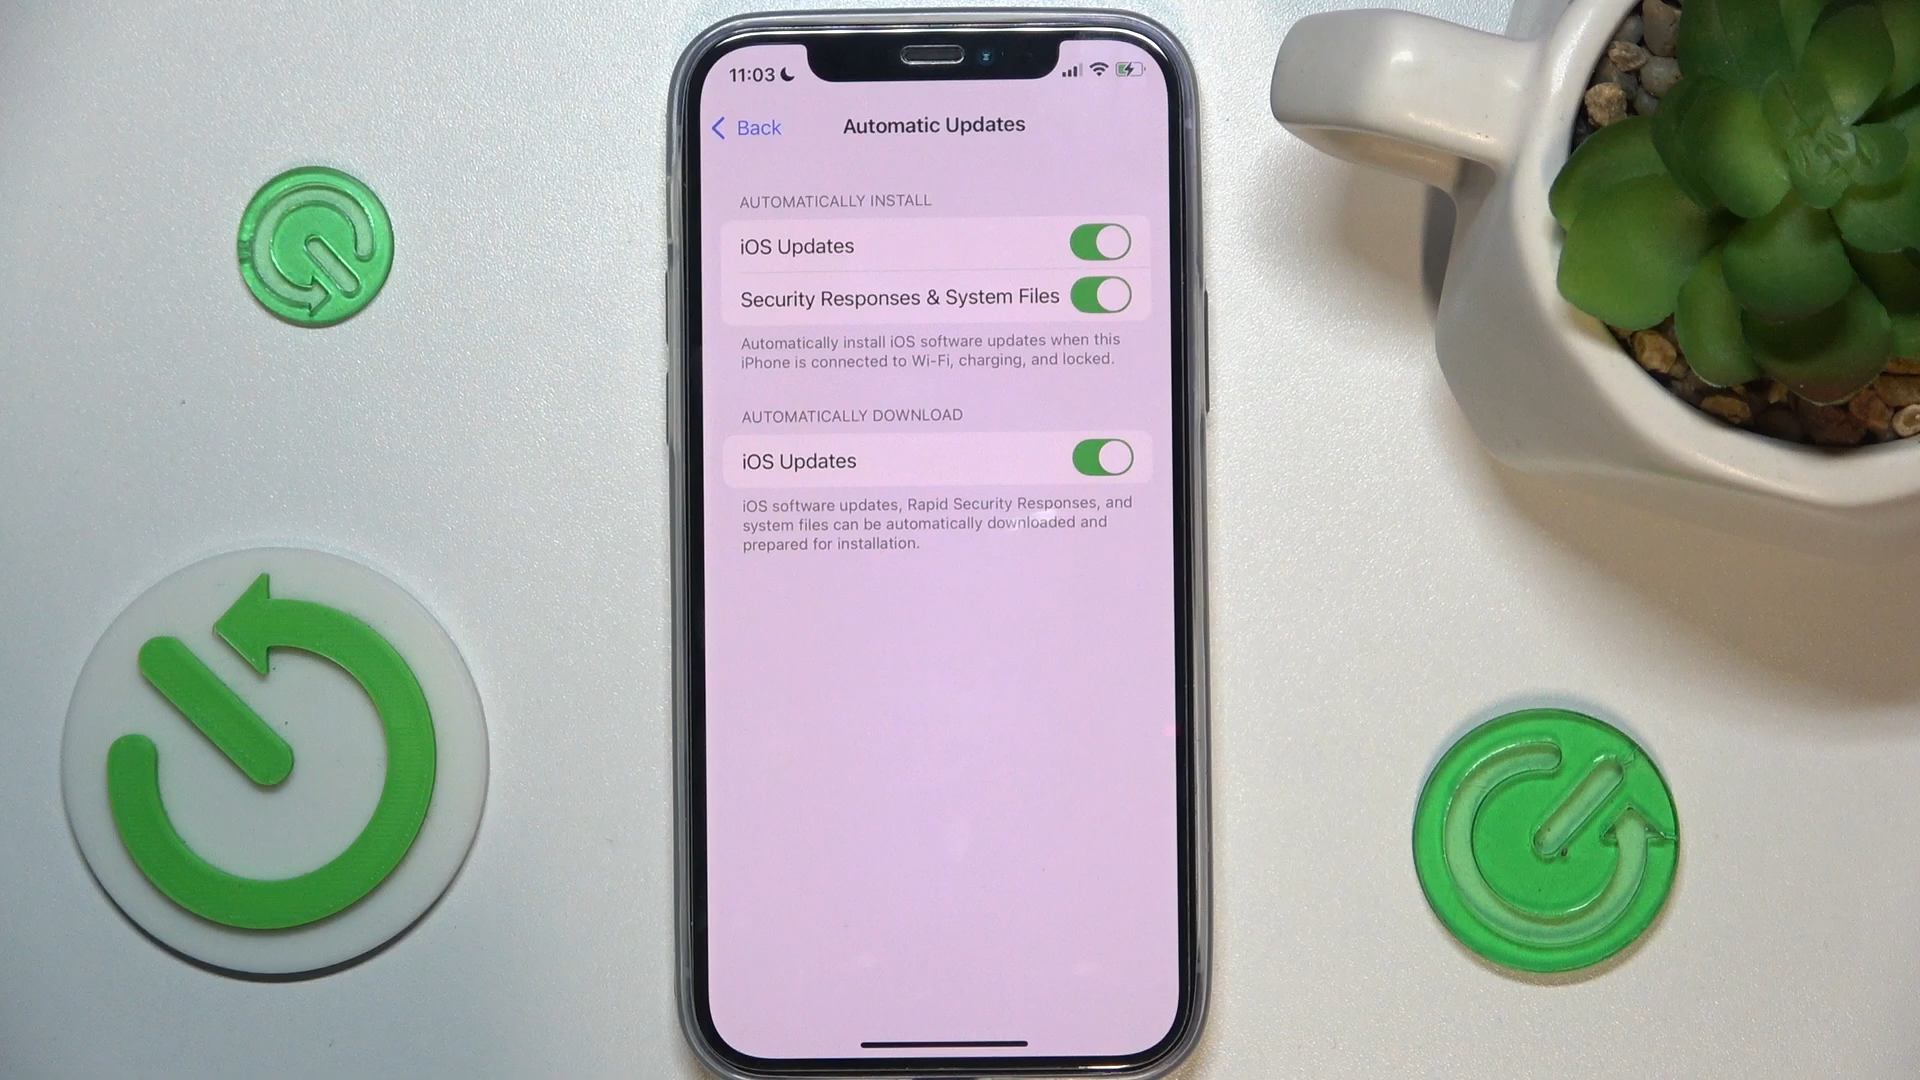 11:03
Back
Automatic Updates
AUTOMATICALLY INSTALL
iOS Updates
Security Responses & System Files
Automatically install iOS software updates when this
iPhone is connected to Wi-Fi, charging, and locked.
AUTOMATICALLY DOWNLOAD
iOS Updates
iOS software updates, Rapid Security Responses, and
system files can be automatically downloaded and
prepared for installation.